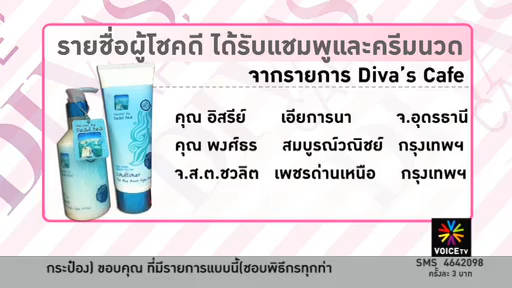 รายชื่อผู้โชคดี ได้รับแชมพูและครีมนวด
จากรายการ Diva's Cafe
คุณ อิสรีย์ เอียการนา จ.อุดรธานี
คุณ พงศ์ธร สมบูรณ์วณิชย์ กรุงเทพฯ
จ.ส.ต.ชวลิต เพชรด่านเหนือ กรุงเทพฯ
Dead Sea
Conditioner
VOICE TV
SMS 4642098
ครั้งละ 3 บาท
กระป๋อง) ขอบคุณ ที่มีรายการแบบนี้(ชอบพิธีกรทุกท่า